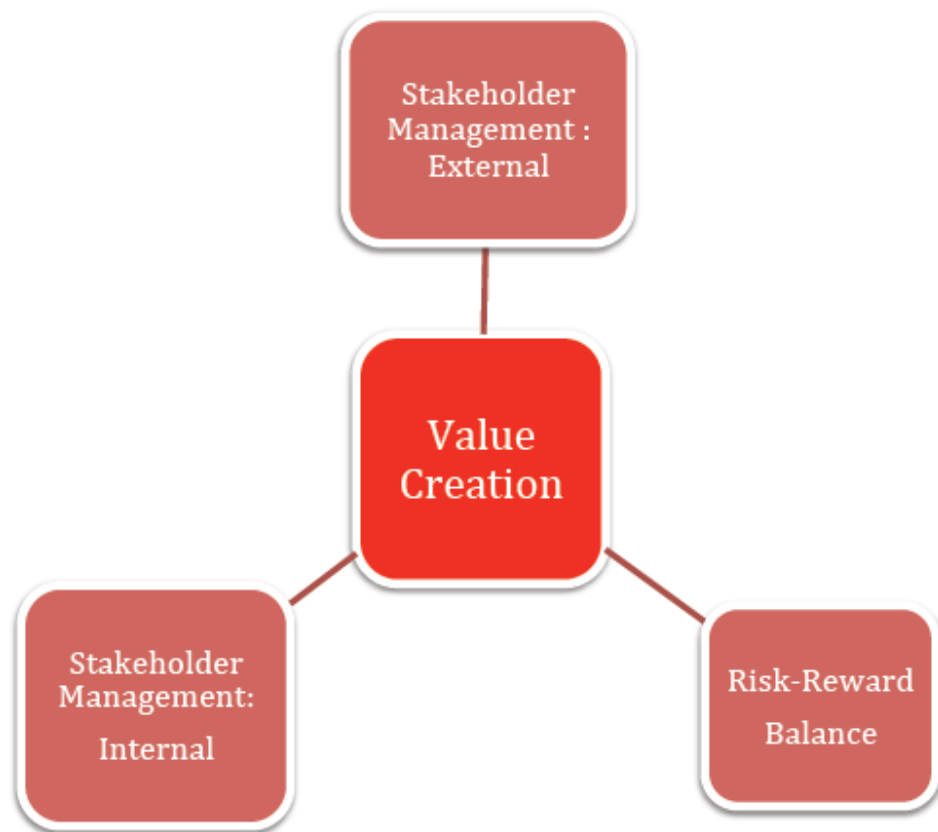 Stakeholder
Management :
External
Value
Creation
Stakeholder
Management:
Internal
Risk-Reward
Balance